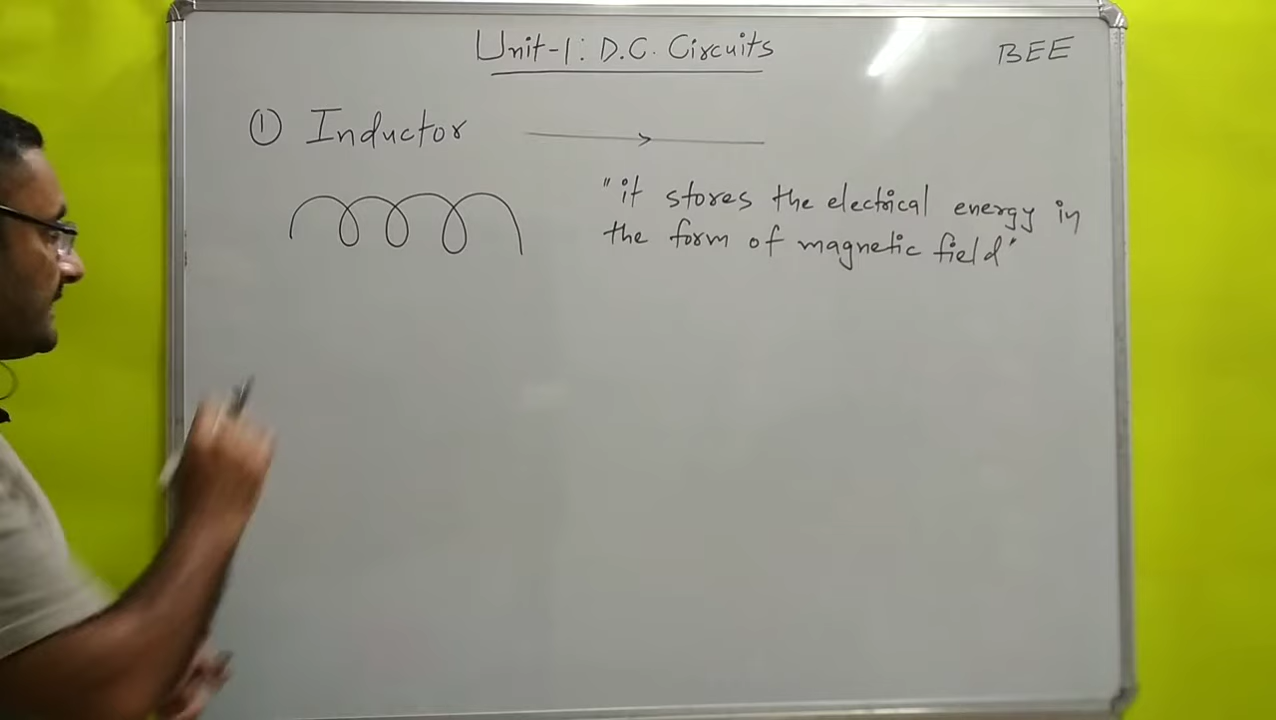 Unit-1: D.C. Circuits
BEE
① Inductor
"it stores the electrical energy in
the form of magnetic field"